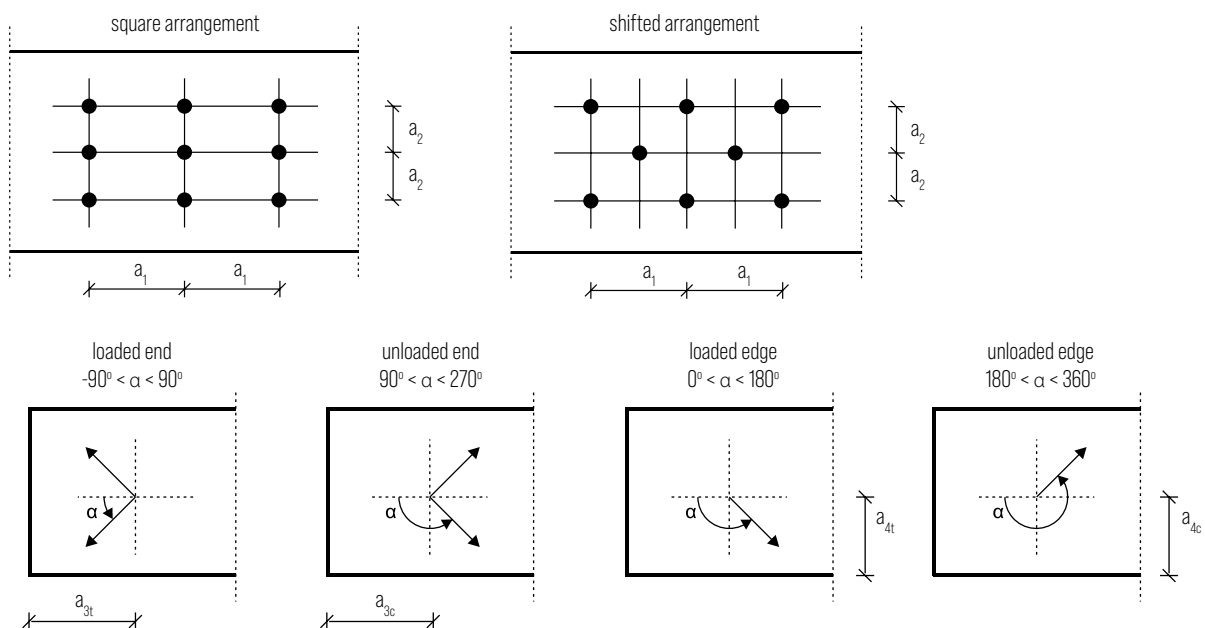 square arrangement
shifted arrangement
a2
a2
a2
a2
a1 a1
a1 a1
loaded end
-90° < α < 90°
unloaded end
90° < α < 270°
loaded edge
0° < α < 180°
unloaded edge
180° < α < 360°
α
α
α
α
a4t
a4c
a3t
a3c